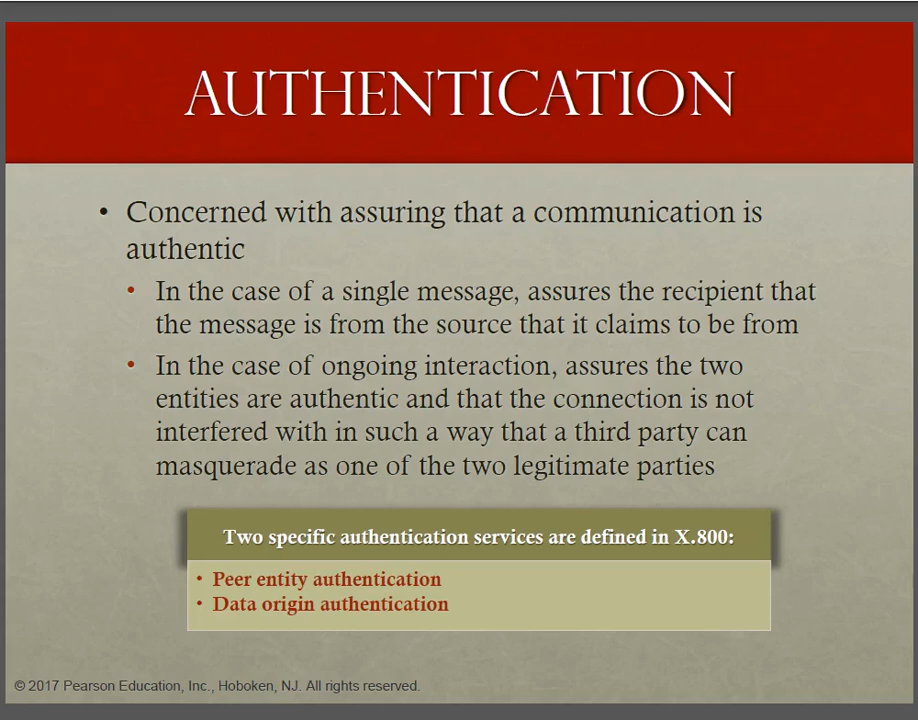 AUTHENTICATION
• Concerned with assuring that a communication is
authentic
• In the case of a single message, assures the recipient that
the message is from the source that it claims to be from
• In the case of ongoing interaction, assures the two
entities are authentic and that the connection is not
interfered with in such a way that a third party can
masquerade as one of the two legitimate parties
Two specific authentication services are defined in X.800:
• Peer entity authentication
• Data origin authentication
© 2017 Pearson Education, Inc., Hoboken, NJ. All rights reserved.